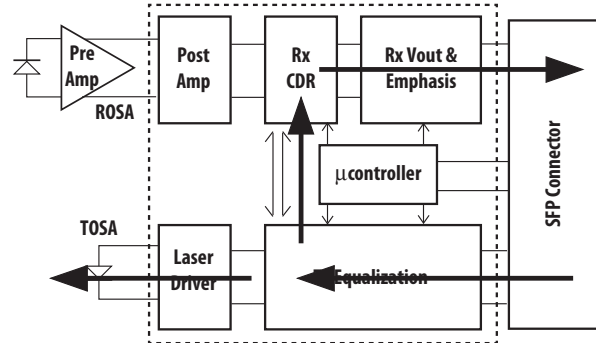 Pre
Amp
ROSA
Post
Amp
Rx
CDR
Rx Vout &
Emphasis
SFP Connector
μcontroller
TOSA
Laser
Driver
Equalization